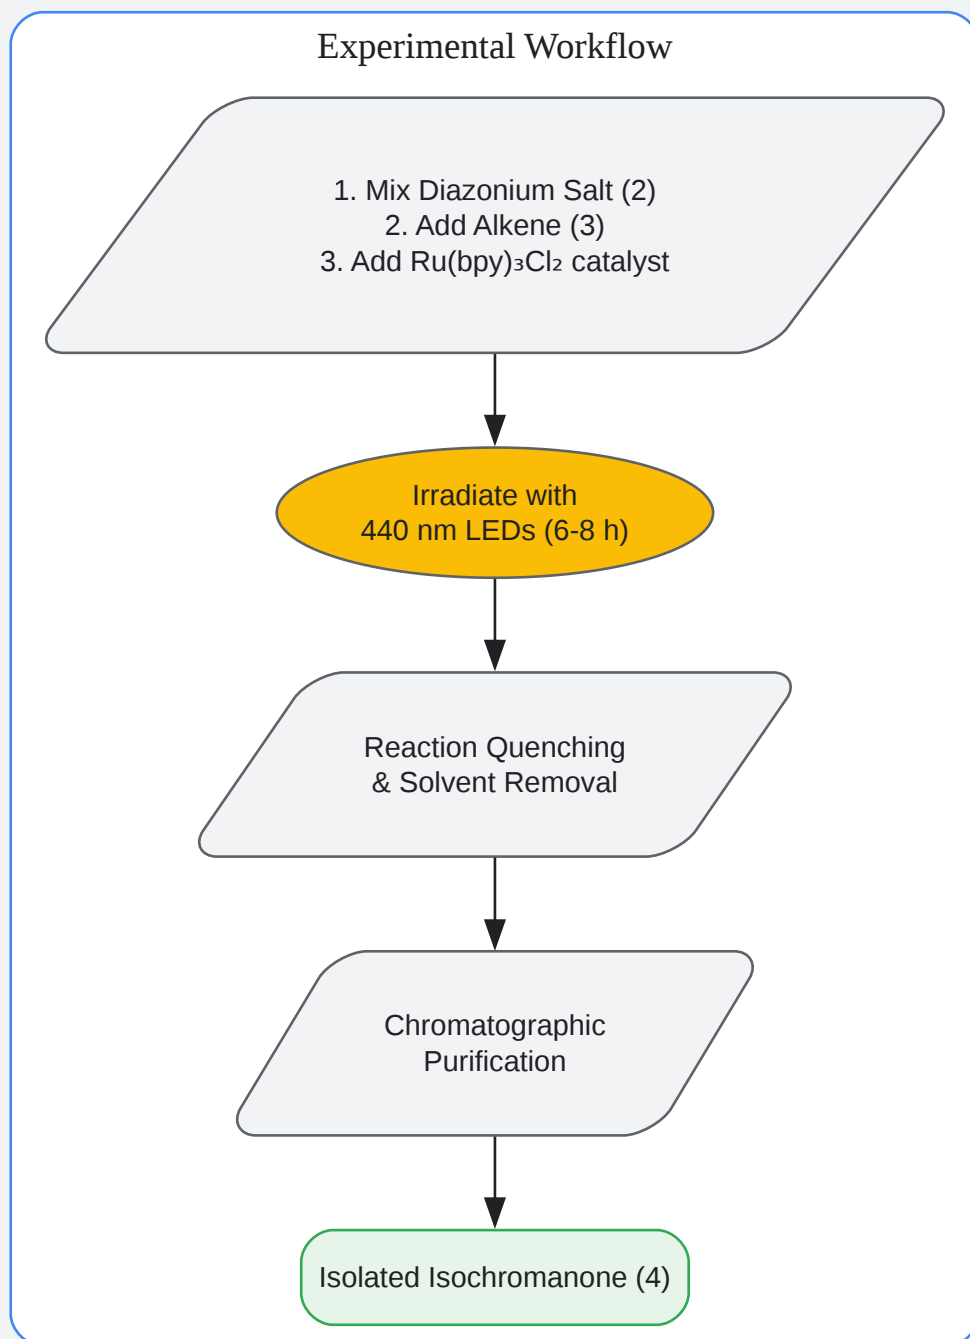 Experimental Workflow
1. Mix Diazonium Salt (2)
2. Add Alkene (3)
3. Add Ru(bpy)₃Cl₂ catalyst
Irradiate with
440 nm LEDs (6-8 h)
Reaction Quenching
& Solvent Removal
Chromatographic
Purification
Isolated Isochromanone (4)